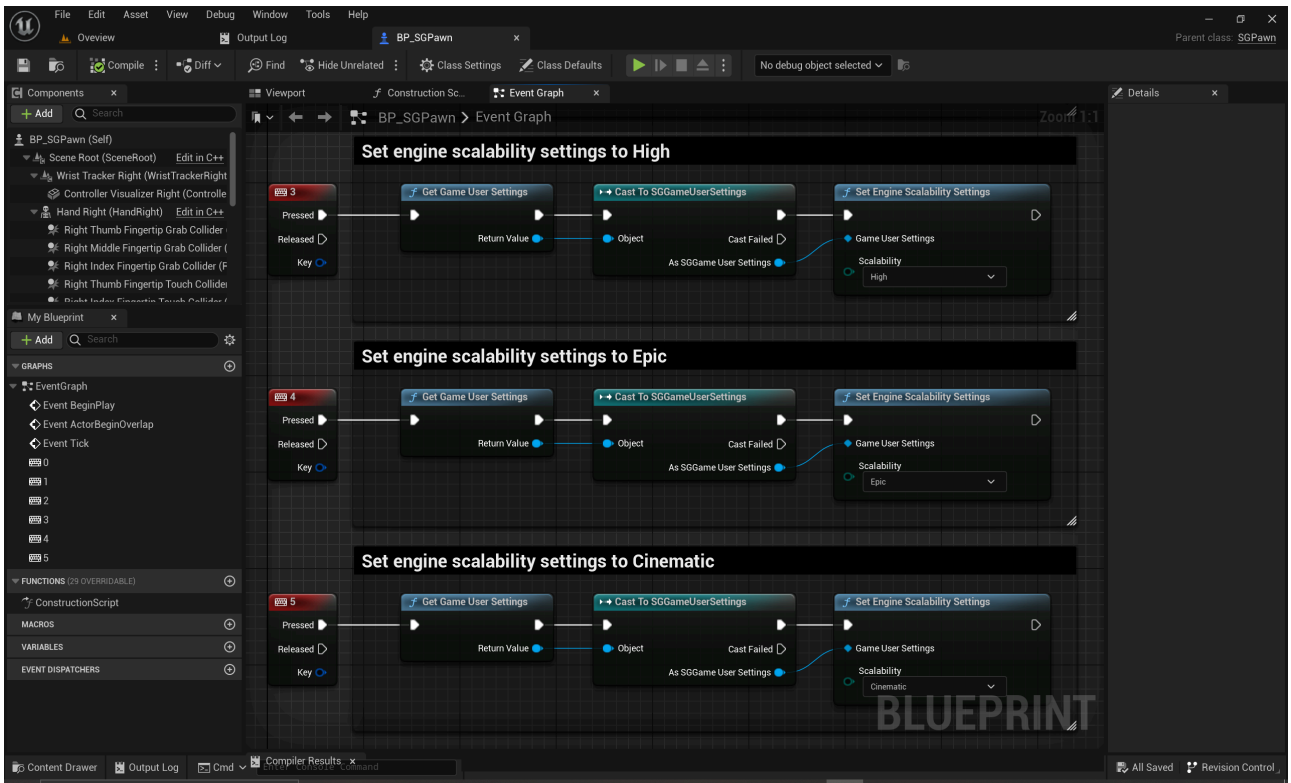 File Edit Asset View Debug Window Tools Help
Oveview Output Log BP_SGPawn Parent class: SGPawn
Compile Diff Find Hide Unrelated Class Settings Class Defaults No debug object selected
Components
+ Add Search
BP_SGPawn (Self)
Scene Root (SceneRoot) Edit in C++
Wrist Tracker Right (WristTrackerRight
Controller Visualizer Right (Controlle
Hand Right (HandRight) Edit in C++
Right Thumb Fingertip Grab Collider
Right Middle Fingertip Grab Collider (
Right Index Fingertip Grab Collider (F
Right Thumb Fingertip Touch Collider
Right Index Fingertip Touch Collider (
My Blueprint
+ Add Search
GRAPHS
EventGraph
Event BeginPlay
Event ActorBeginOverlap
Event Tick
0
1
2
3
4
5
FUNCTIONS (29 OVERRIDABLE)
ConstructionScript
MACROS
VARIABLES
EVENT DISPATCHERS
Viewport Construction Sc... Event Graph
BP_SGPawn > Event Graph Zoom 1:1
Set engine scalability settings to High
3 Get Game User Settings Cast To SGGameUserSettings Set Engine Scalability Settings
Pressed
Released Return Value Object Cast Failed Game User Settings
Key As SGGame User Settings Scalability
High
Set engine scalability settings to Epic
4 Get Game User Settings Cast To SGGameUserSettings Set Engine Scalability Settings
Pressed
Released Return Value Object Cast Failed Game User Settings
Key As SGGame User Settings Scalability
Epic
Set engine scalability settings to Cinematic
5 Get Game User Settings Cast To SGGameUserSettings Set Engine Scalability Settings
Pressed
Released Return Value Object Cast Failed Game User Settings
Key As SGGame User Settings Scalability
Cinematic
BLUEPRINT
Details
Compiler Results
Content Drawer Output Log Cmd Enter Console Command All Saved Revision Control